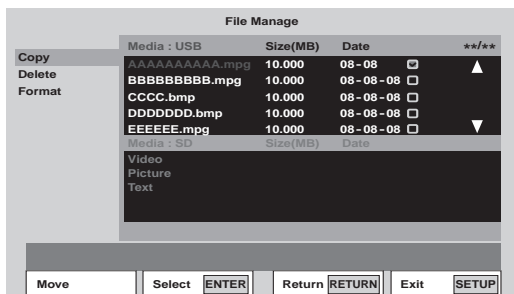 File Manage
Media : USB Size(MB) Date **/**
Copy
Delete
Format
AAAAAAAAAA.mpg 10.000 08-08
BBBBBBBBB.mpg 10.000 08-08-08
CCCC.bmp 10.000 08-08-08
DDDDDDD.bmp 10.000 08-08-08
EEEEEE.mpg 10.000 08-08-08
Media : SD Size(MB) Date
Video
Picture
Text
Move Select ENTER Return RETURN Exit SETUP